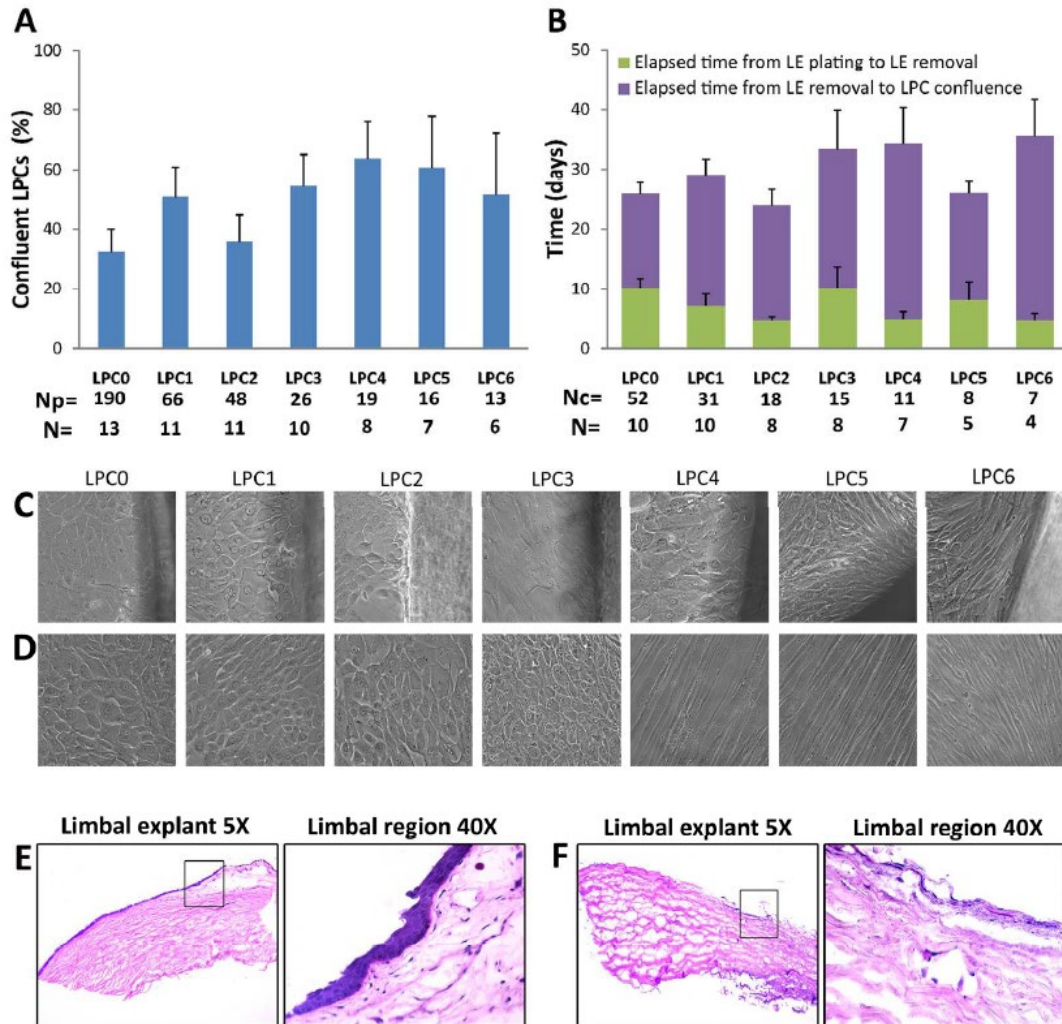 A
100
80
60
40
20
0
Confluent LPCs (%)
LPC0 LPC1 LPC2 LPC3 LPC4 LPC5 LPC6
Np= 190 66 48 26 19 16 13
N= 13 11 11 10 8 7 6
B
50
40
30
20
10
0
Time (days)
Elapsed time from LE plating to LE removal
Elapsed time from LE removal to LPC confluence
LPC0 LPC1 LPC2 LPC3 LPC4 LPC5 LPC6
Nc= 52 31 18 15 11 8 7
N= 10 10 8 8 7 5 4
LPC0 LPC1 LPC2 LPC3 LPC4 LPC5 LPC6
C
D
Limbal explant 5X Limbal region 40X Limbal explant 5X Limbal region 40X
E F